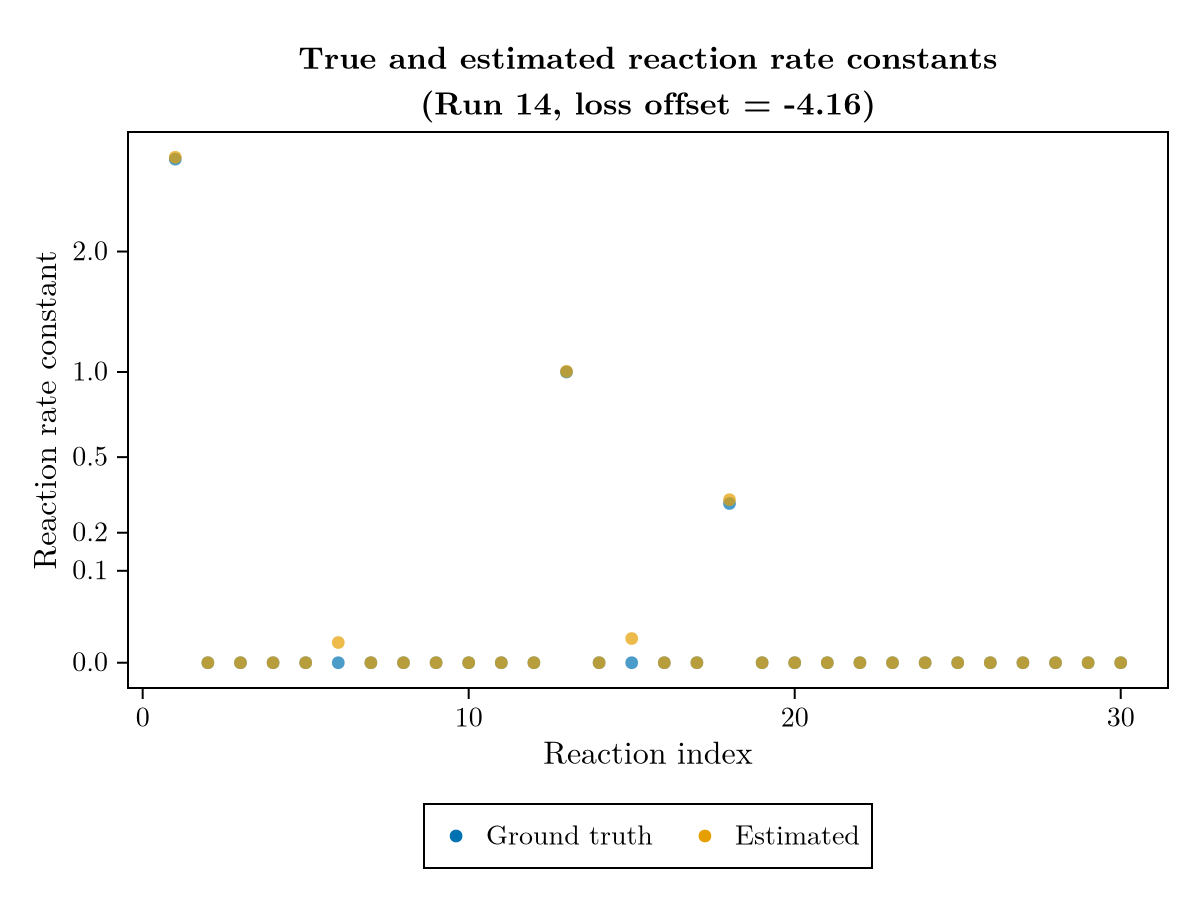 True and estimated reaction rate constants
(Run 14, loss offset = -4.16)
Reaction rate constant
2.0
1.0
0.5
0.2
0.1
0.0
0 10 20 30
Reaction index
Ground truth Estimated